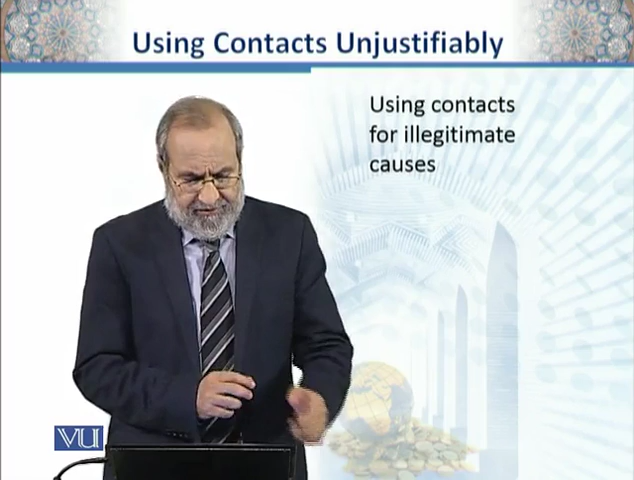 Using Contacts Unjustifiably
Using contacts
for illegitimate
causes
VU